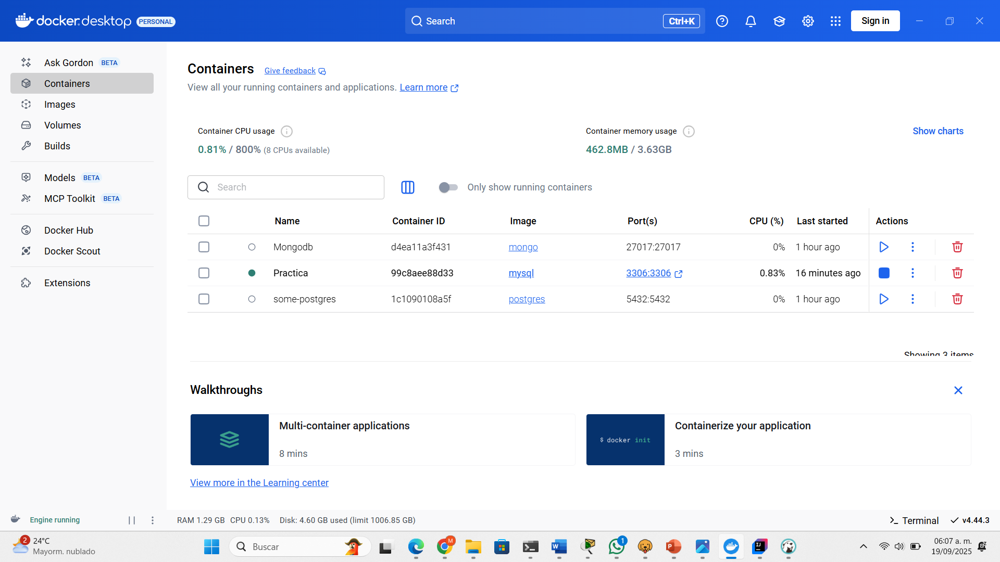 docker.desktop PERSONAL
Search Ctrl+K
Sign in
Ask Gordon BETA
Containers
Images
Volumes
Builds
Models BETA
MCP Toolkit BETA
Docker Hub
Docker Scout
Extensions
Containers Give feedback
View all your running containers and applications. Learn more
Container CPU usage
0.81% / 800% (8 CPUs available)
Container memory usage
462.8MB / 3.63GB
Show charts
Search
Only show running containers
Name Container ID Image Port(s) CPU (%) Last started Actions
Mongodb d4ea11a3f431 mongo 27017:27017 0% 1 hour ago
Practica 99c8aee88d33 mysql 3306:3306 0.83% 16 minutes ago
some-postgres 1c1090108a5f postgres 5432:5432 0% 1 hour ago
Showing 3 items
Walkthroughs
Multi-container applications
8 mins
$ docker init
Containerize your application
3 mins
View more in the Learning center
Engine running
RAM 1.29 GB CPU 0.13% Disk: 4.60 GB used (limit 1006.85 GB)
Terminal
v4.44.3
2
24°C
Mayorm. nublado
Buscar
M
W
1
P
IJ
06:07 a. m.
19/09/2025